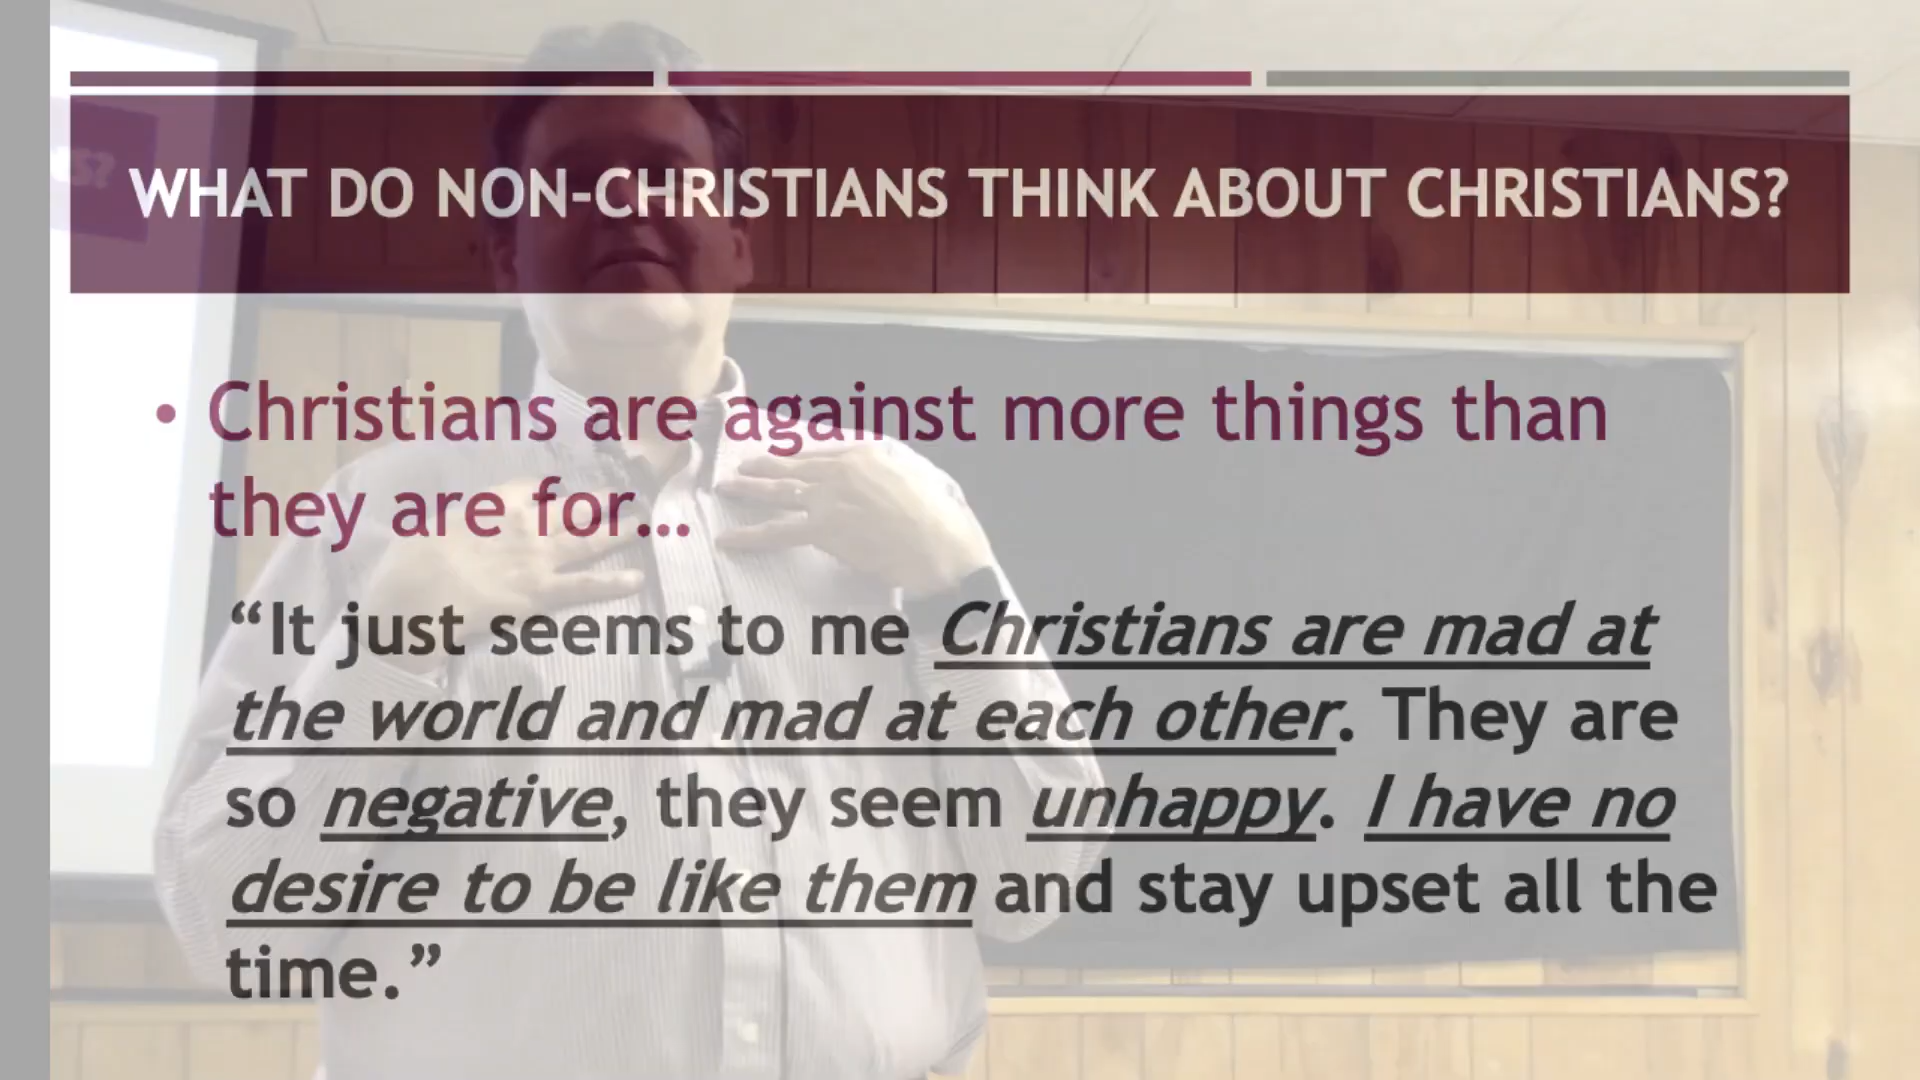 WHAT DO NON-CHRISTIANS THINK ABOUT CHRISTIANS?
• Christians are against more things than
they are for...
“It just seems to me Christians are mad at
the world and mad at each other. They are
so negative, they seem unhappy. I have no
desire to be like them and stay upset all the
time.”